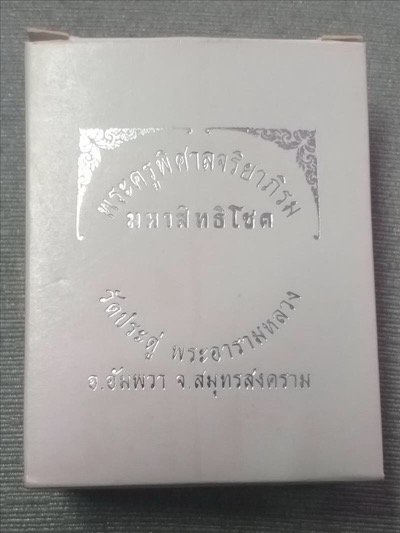 พระครูพิศาลจริยาภิรม
มหาสิทธิโชค
วัดประดู่ พระอารามหลวง
อ.อัมพวา จ.สมุทรสงคราม